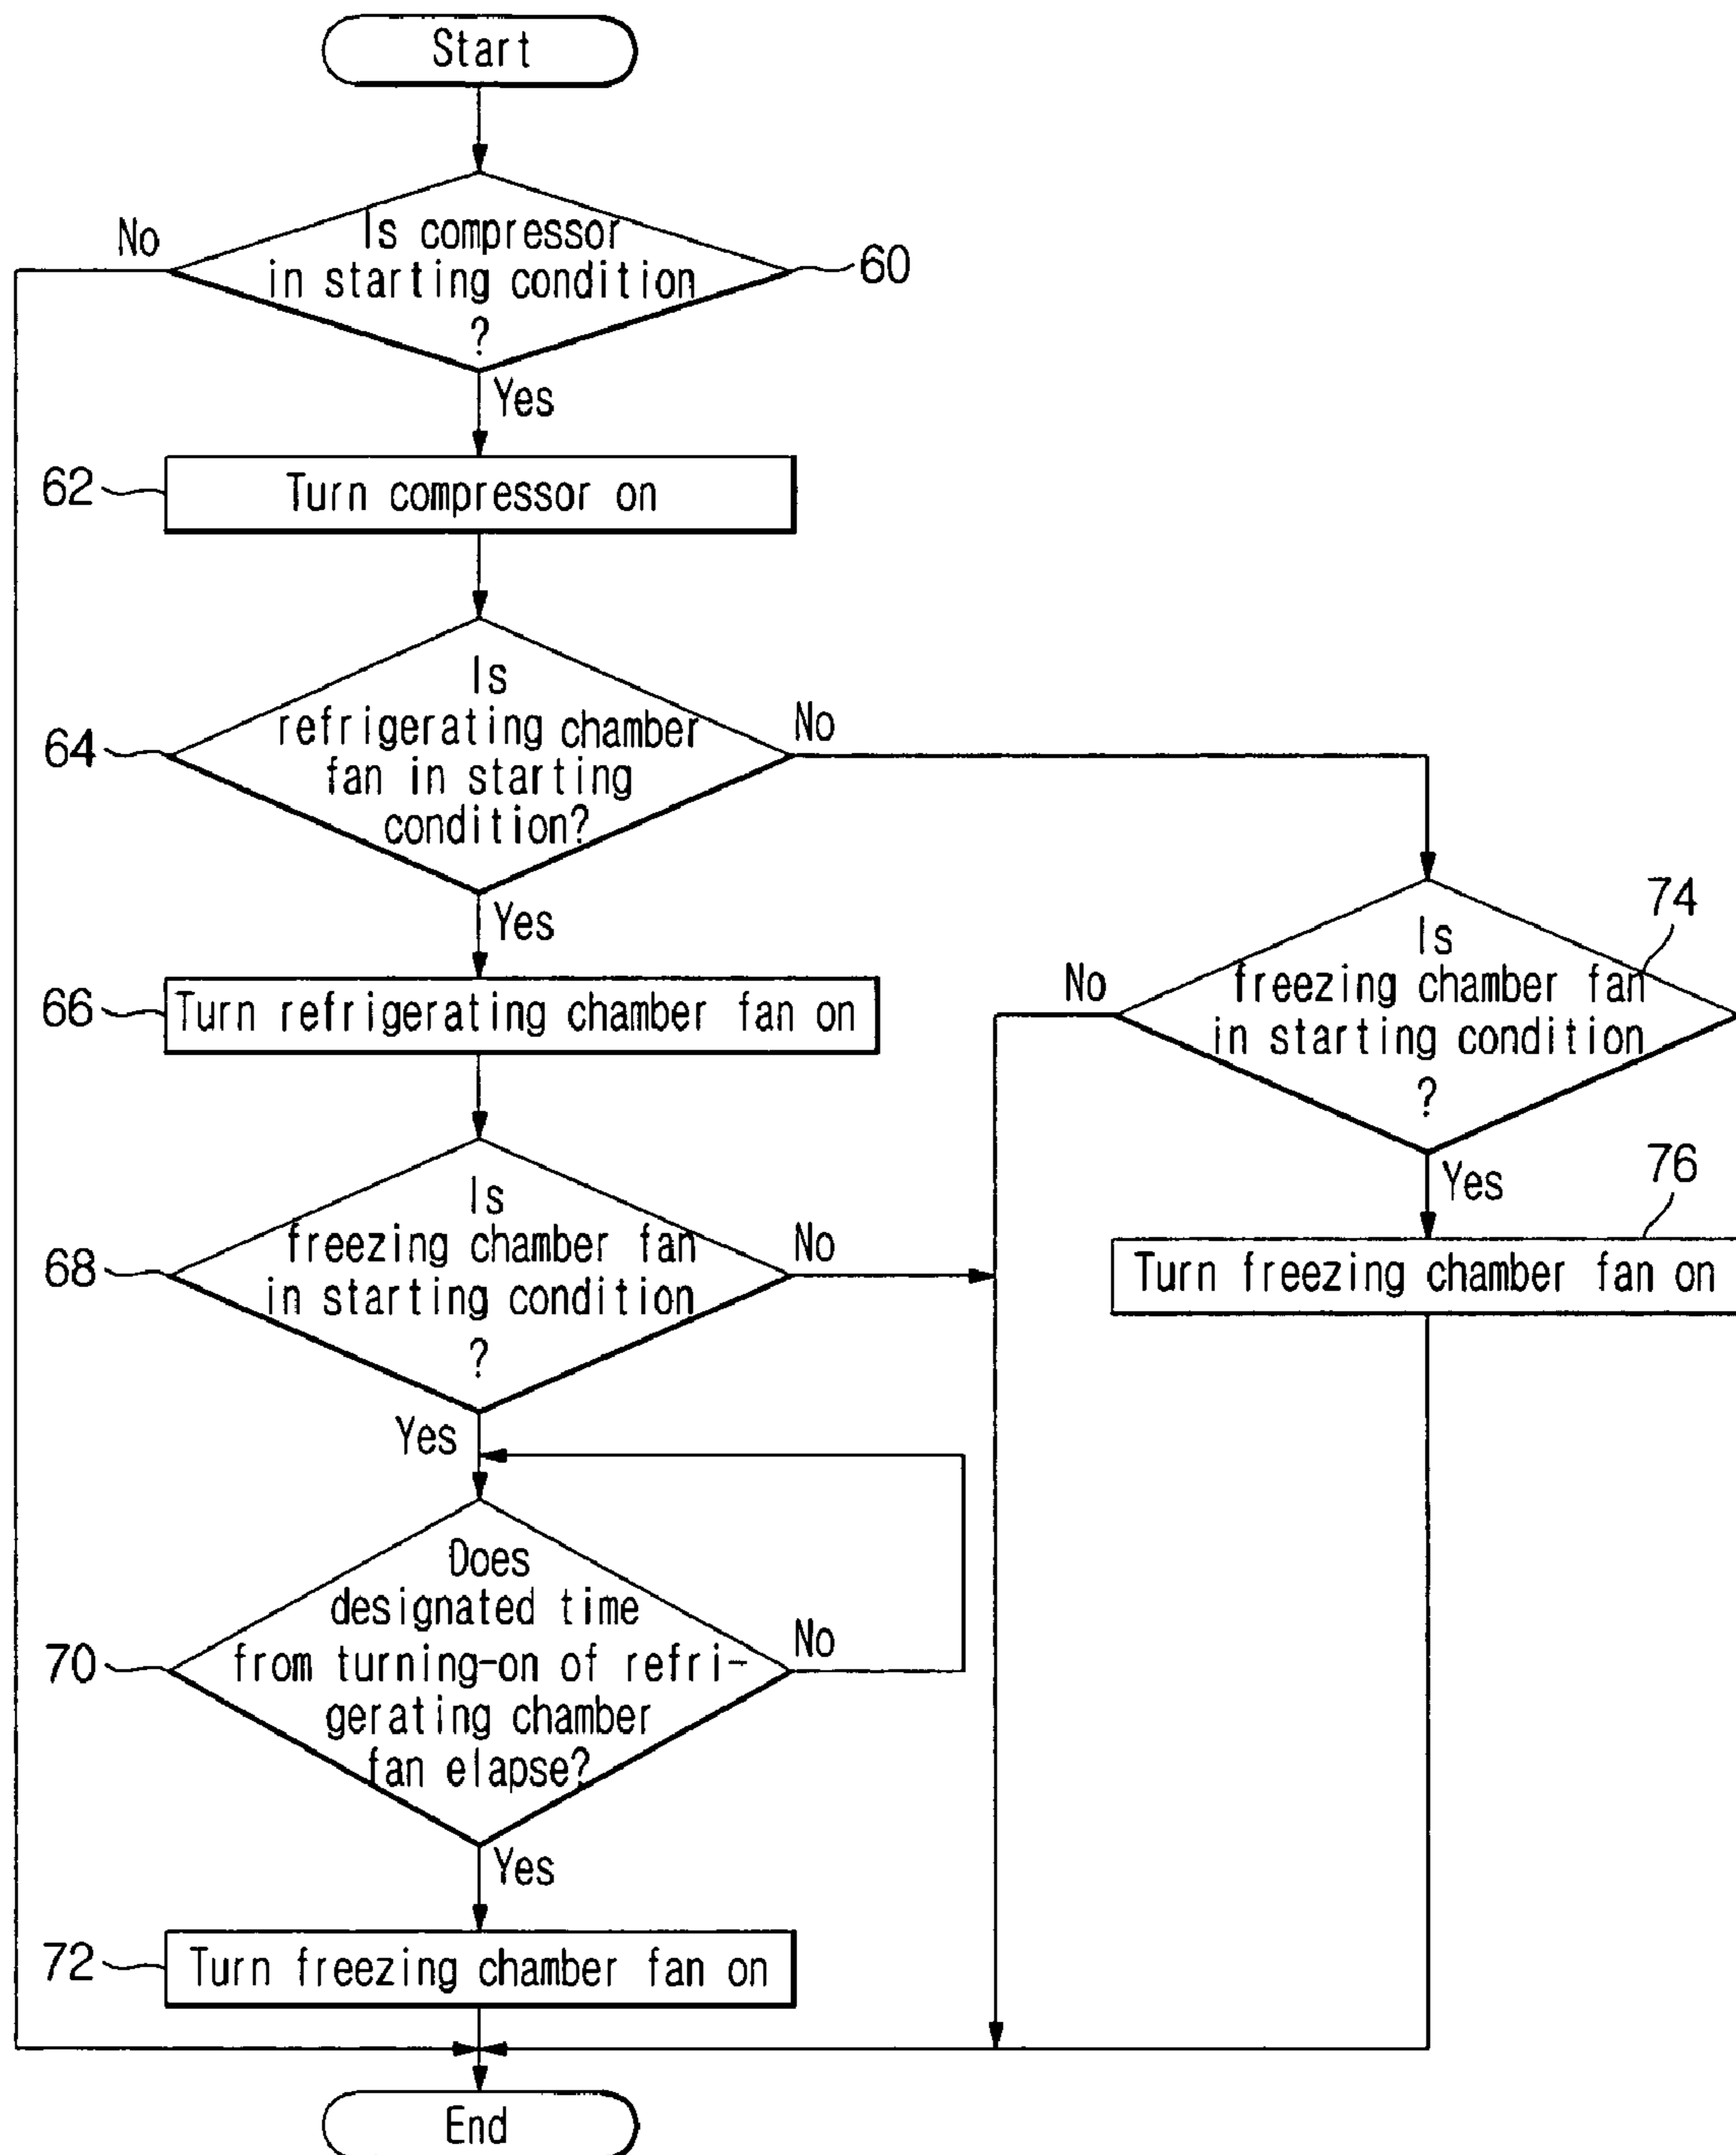 Start
No
Is compressor
in starting condition
?
60
Yes
62
Turn compressor on
64
Is
refrigerating chamber
fan in starting
condition?
No
Yes
66
Turn refrigerating chamber fan on
74
Is
freezing chamber fan
in starting condition
?
No
Yes
76
Turn freezing chamber fan on
68
Is
freezing chamber fan
in starting condition
?
No
Yes
70
Does
designated time
from turning-on of refri-
gerating chamber
fan elapse?
No
Yes
72
Turn freezing chamber fan on
End